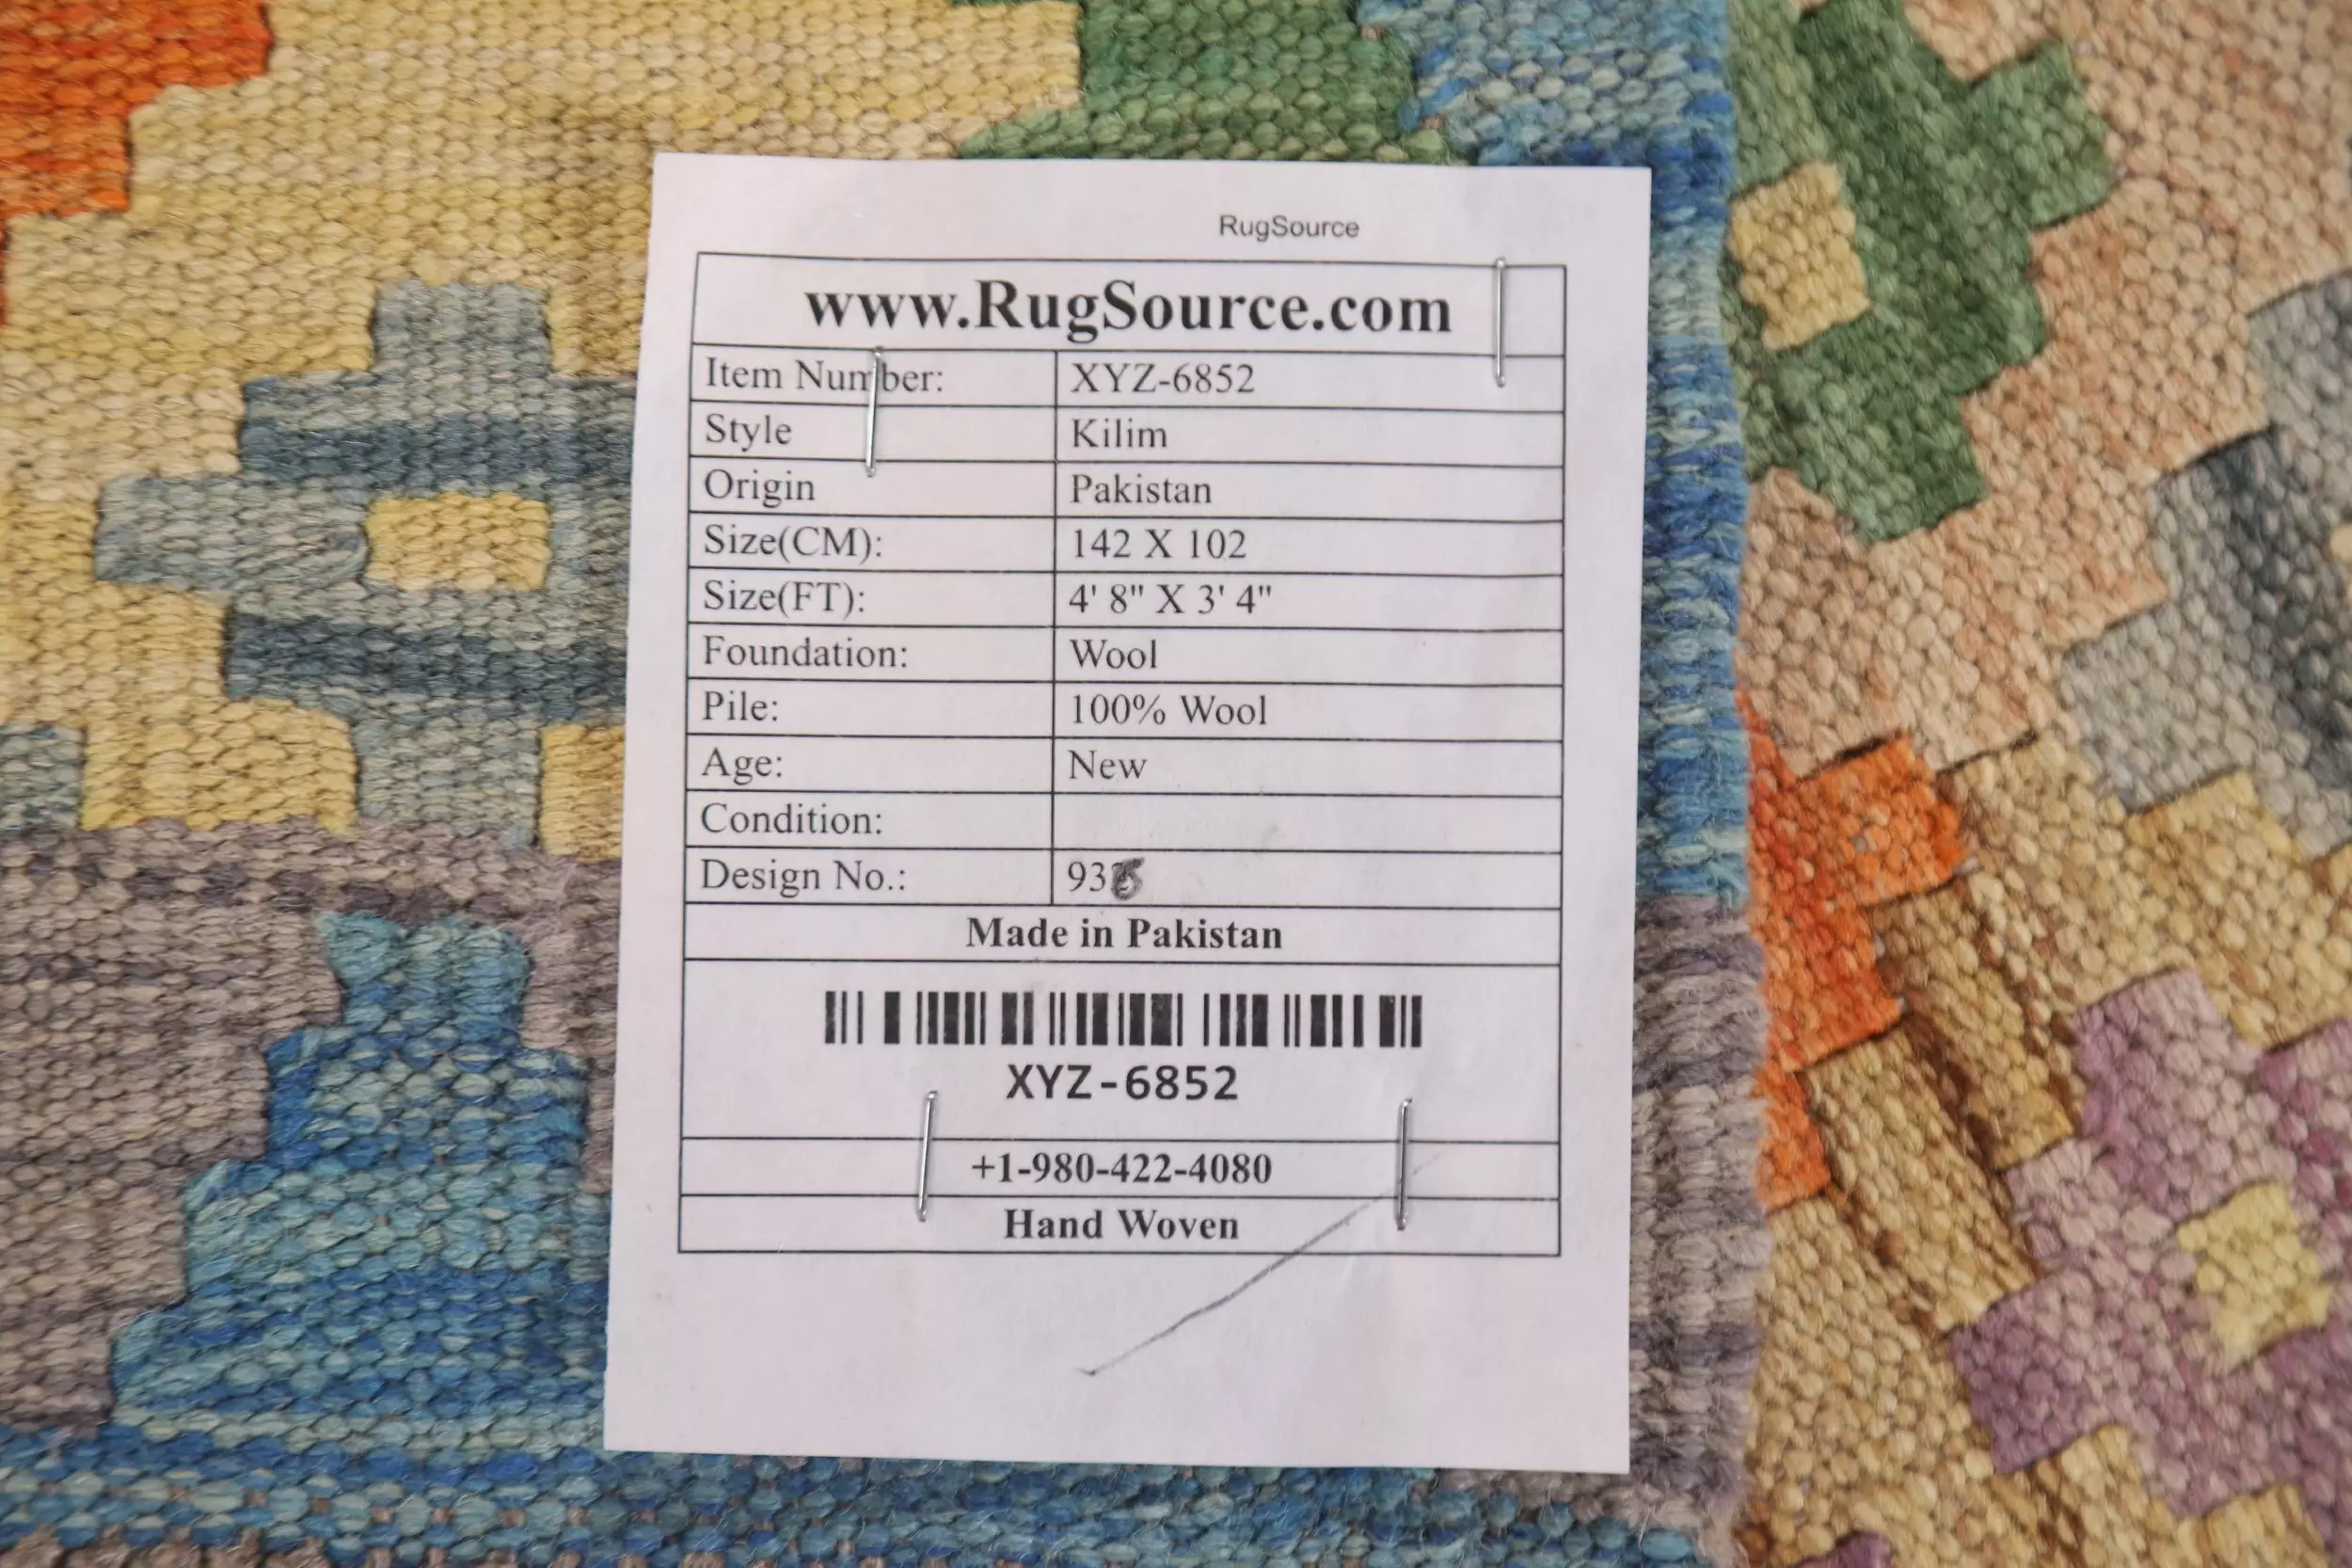 RugSource
www.RugSource.com
Item Number: XYZ-6852
Style Kilim
Origin Pakistan
Size(CM): 142 X 102
Size(FT): 4' 8" X 3' 4"
Foundation: Wool
Pile: 100% Wool
Age: New
Condition:
Design No.:
Made in Pakistan
XYZ-6852
+1-980-422-4080
Hand Woven